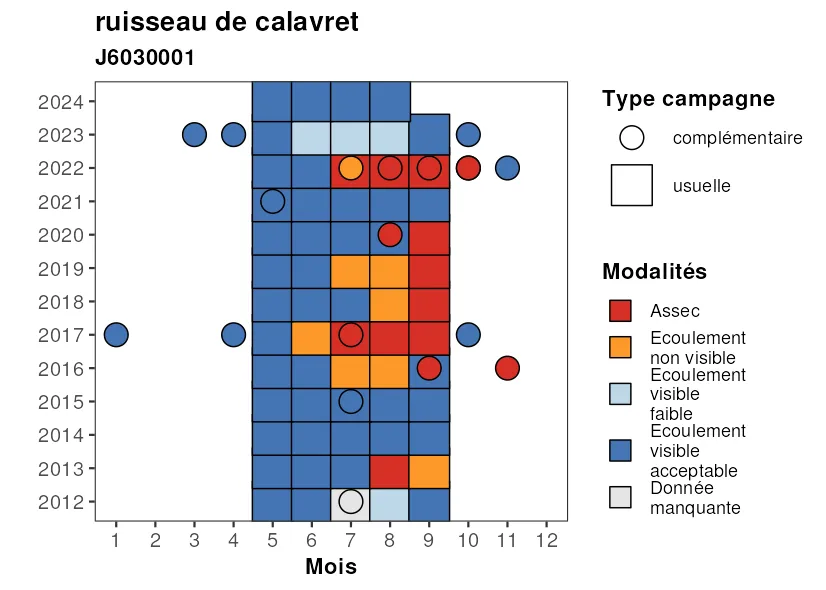 ruisseau de calavret
J6030001
2024
2023
2022
2021
2020
2019
2018
2017
2016
2015
2014
2013
2012
1 2 3 4 5 6 7 8 9 10 11 12
Mois
Type campagne
complémentaire
usuelle
Modalités
Assec
Ecoulement
non visible
Ecoulement
visible
faible
Ecoulement
visible
acceptable
Donnée
manquante